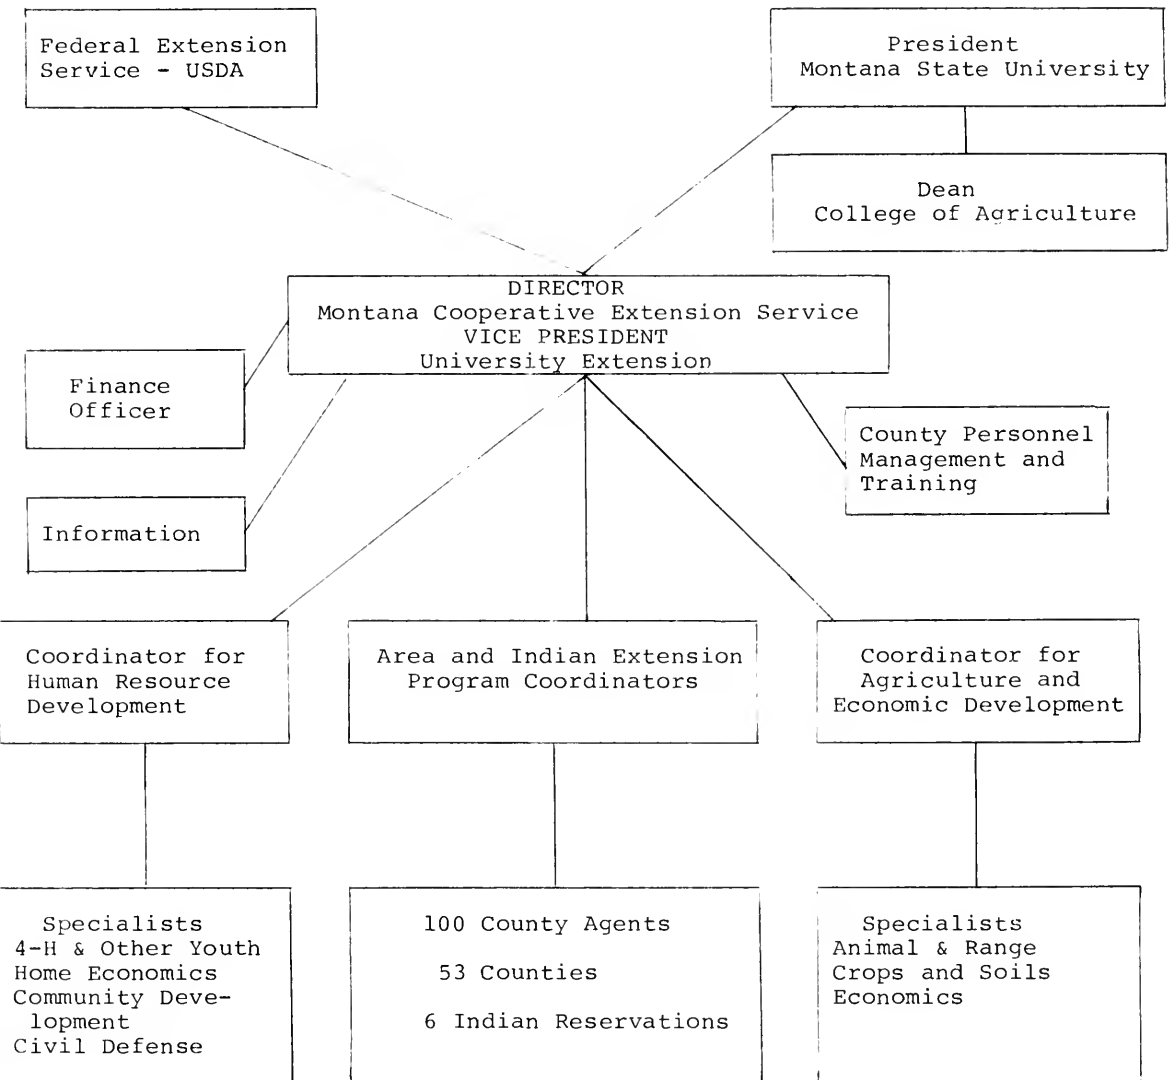 Federal Extension
Service - USDA
President
Montana State University
Dean
College of Agriculture
DIRECTOR
Montana Cooperative Extension Service
VICE PRESIDENT
University Extension
Finance
Officer
Information
County Personnel
Management and
Training
Coordinator for
Human Resource
Development
Area and Indian Extension
Program Coordinators
Coordinator for
Agriculture and
Economic Development
Specialists
4-H & Other Youth
Home Economics
Community Deve-
lopment
Civil Defense
100 County Agents
53 Counties
6 Indian Reservations
Specialists
Animal & Range
Crops and Soils
Economics